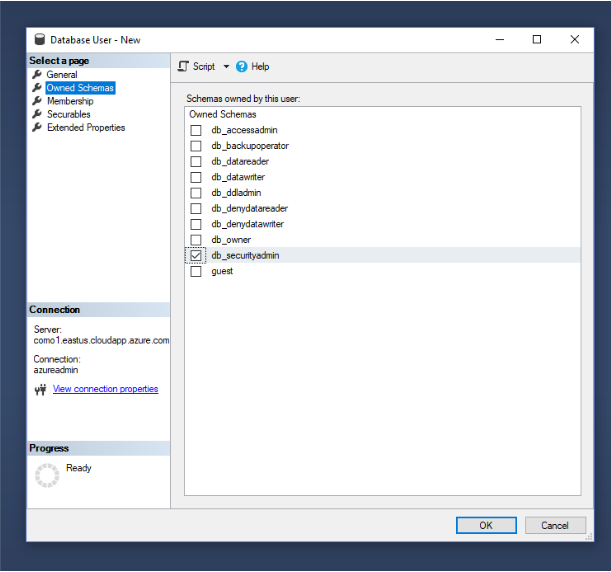 Database User - New
Select a page
General
Owned Schemas
Membership
Securables
Extended Properties
Script
Help
Schemas owned by this user:
Owned Schemas
db_accessadmin
db_backupoperator
db_datareader
db_datawriter
db_ddladmin
db_denydatareader
db_denydatawriter
db_owner
db_securityadmin
guest
Connection
Server:
como1.eastus.cloudapp.azure.com
Connection:
azureadmin
View connection properties
Progress
Ready
OK
Cancel